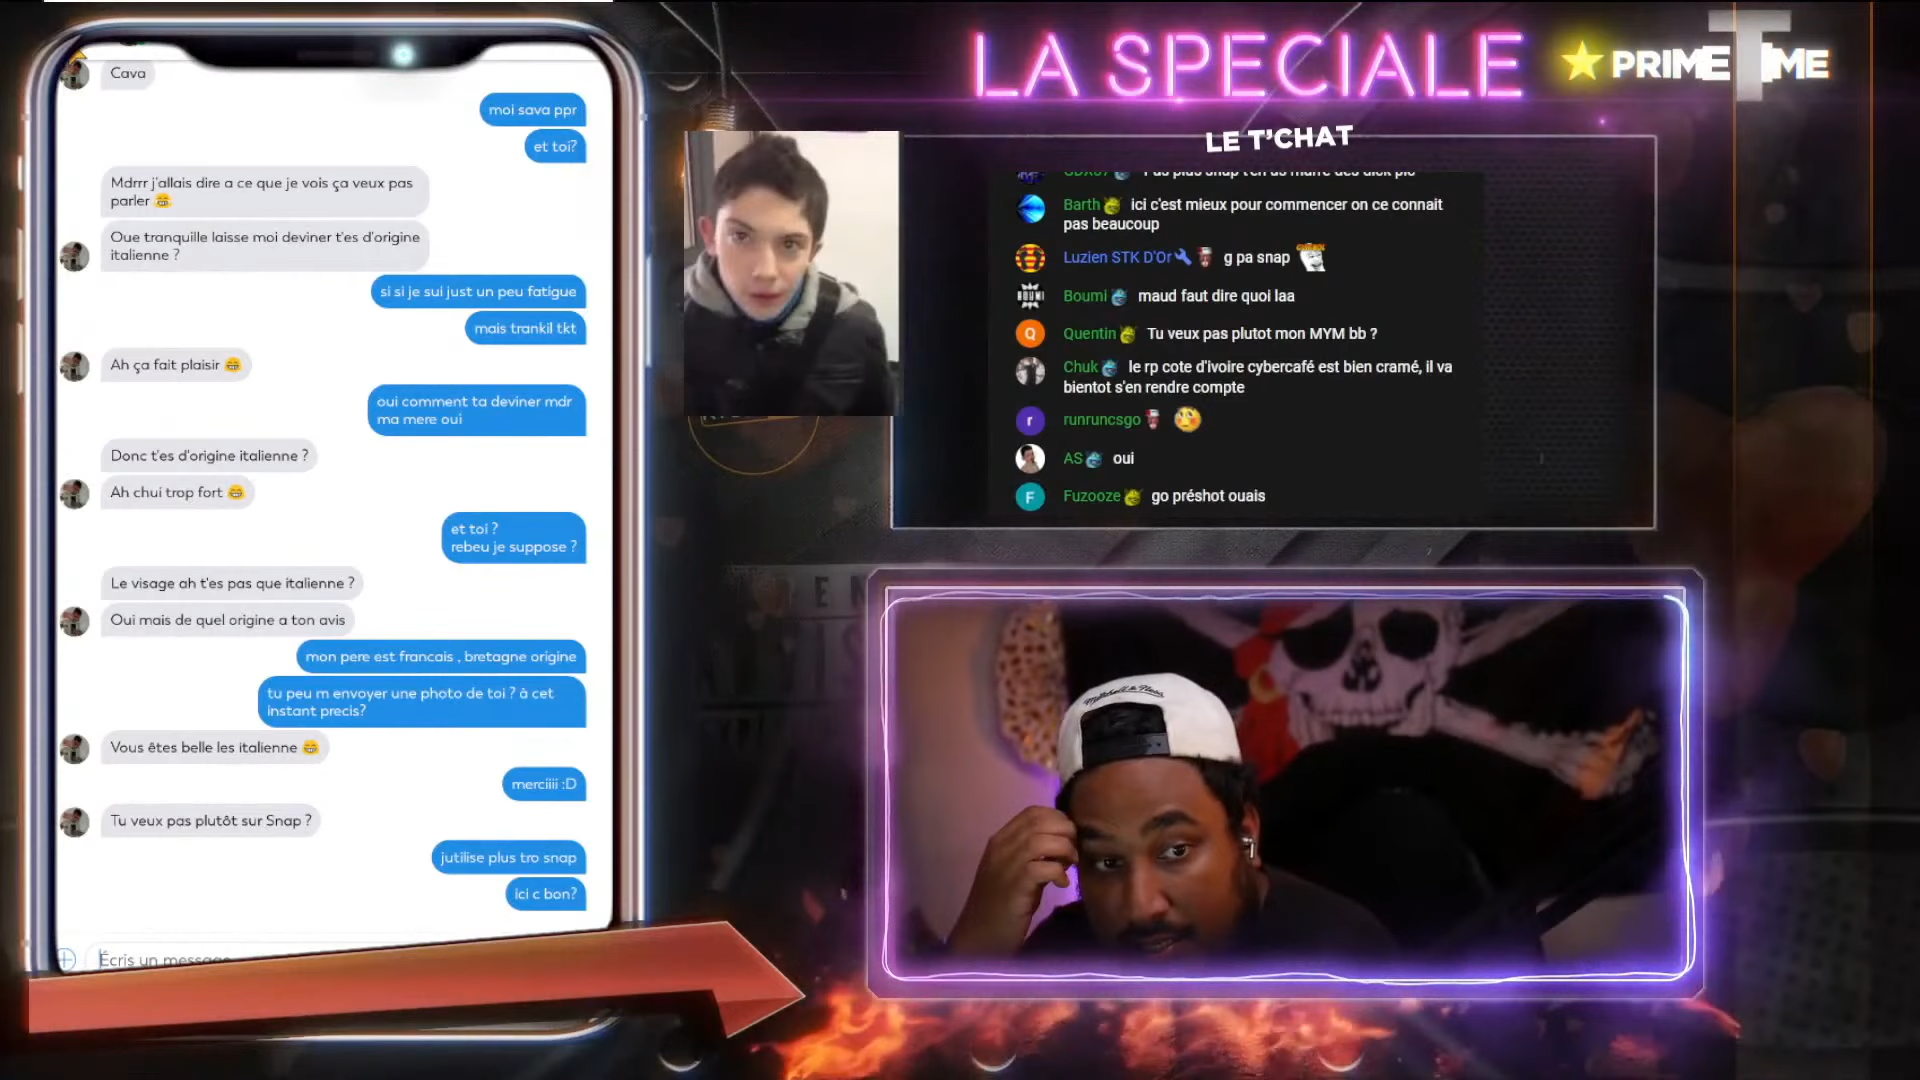 Cava
moi sava ppr
et toi?
Mdrrr j'allais dire a ce que je vois ça veux pas
parler 😂
Oue tranquille laisse moi deviner t'es d'origine
italienne ?
si si je sui just un peu fatigue
mais trankil tkt
Ah ça fait plaisir 😂
oui comment ta deviner mdr
ma mere oui
Donc t'es d'origine italienne ?
Ah chui trop fort 😂
et toi ?
rebeu je suppose ?
Le visage ah t'es pas que italienne ?
Oui mais de quel origine a ton avis
mon pere est francais , bretagne origine
tu peu m envoyer une photo de toi ? à cet
instant precis?
Vous êtes belle les italienne 😂
merciiii :D
Tu veux pas plutôt sur Snap ?
jutilise plus tro snap
ici c bon?
Écris un message
LA SPECIALE
PRIMETIME
LE T'CHAT
Barth ici c'est mieux pour commencer on ce connait
pas beaucoup
Luzien STK D'Or g pa snap
Boumi maud faut dire quoi laa
Quentin Tu veux pas plutot mon MYM bb ?
Chuk le rp cote d'Ivoire cybercafé est bien cramé, il va
bientot s'en rendre compte
runruncsgo
AS oui
Fuzooze go préshot ouais
Mitchell & Ness